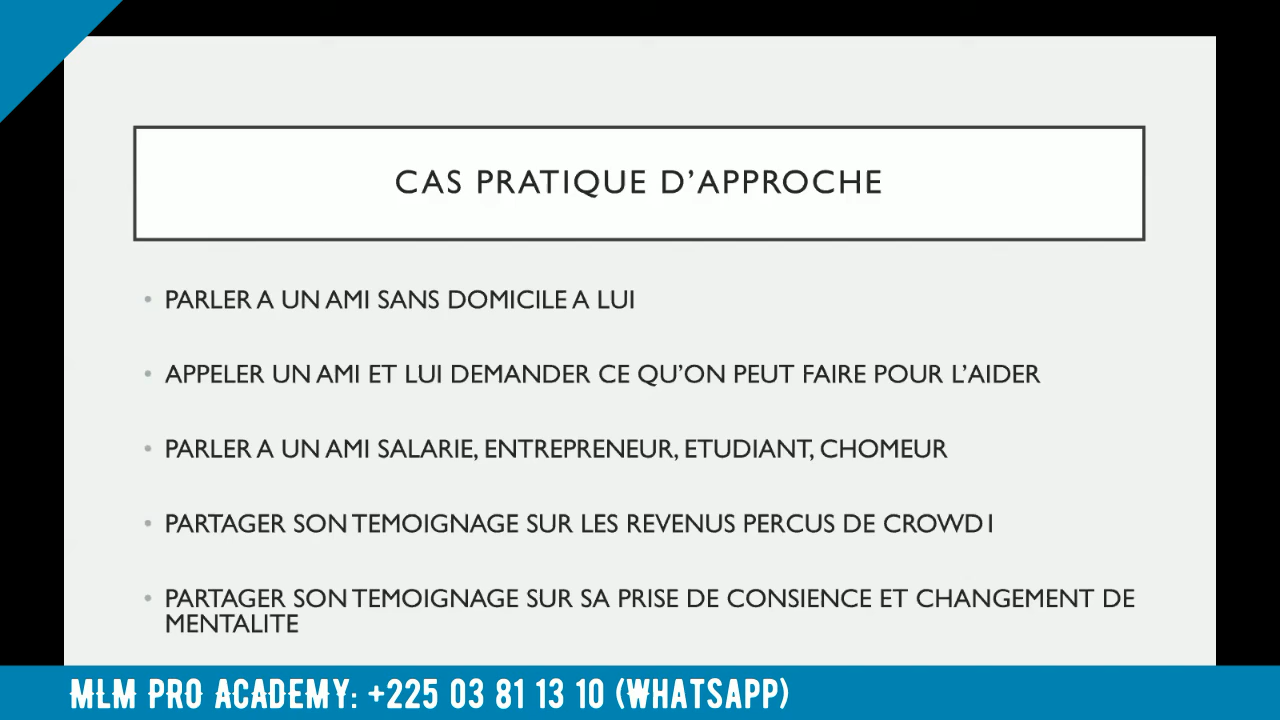 CAS PRATIQUE D'APPROCHE
• PARLER A UN AMI SANS DOMICILE A LUI
• APPELER UN AMI ET LUI DEMANDER CE QU'ON PEUT FAIRE POUR L'AIDER
• PARLER A UN AMI SALARIE, ENTREPRENEUR, ETUDIANT, CHOMEUR
• PARTAGER SON TEMOIGNAGE SUR LES REVENUS PERCUS DE CROWD1
• PARTAGER SON TEMOIGNAGE SUR SA PRISE DE CONSIENCE ET CHANGEMENT DE
MENTALITE
MLM PRO ACADEMY: +225 03 81 13 10 (WHATSAPP)